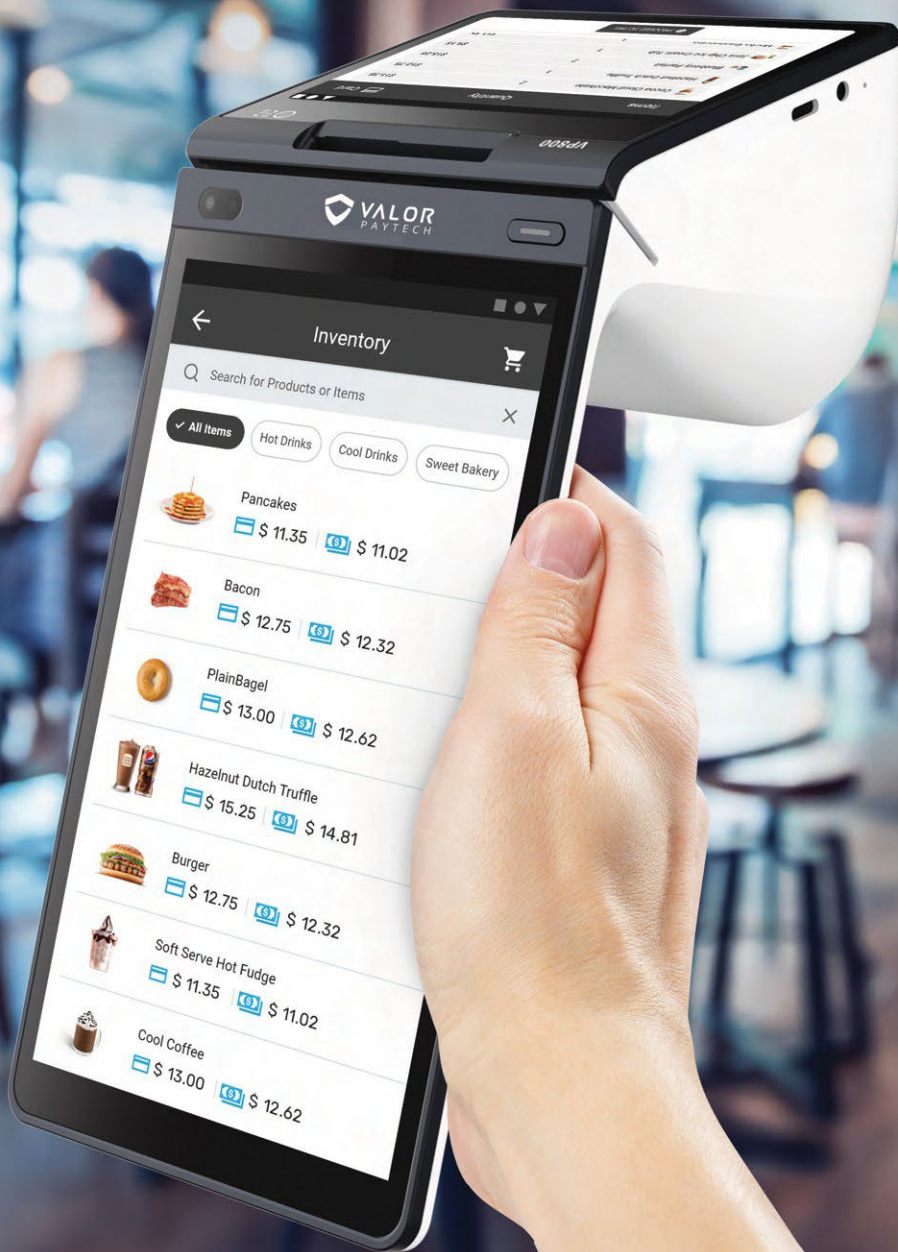 Items
Quantity
Card
VP800
VALOR
PAYTECH
Inventory
Search for Products or Items
All Items
Hot Drinks
Cool Drinks
Sweet Bakery
Pancakes
$ 11.35 $ 11.02
Bacon
$ 12.75 $ 12.32
PlainBagel
$ 13.00 $ 12.62
Hazelnut Dutch Truffle
$ 15.25 $ 14.81
Burger
$ 12.75 $ 12.32
Soft Serve Hot Fudge
$ 11.35 $ 11.02
Cool Coffee
$ 13.00 $ 12.62